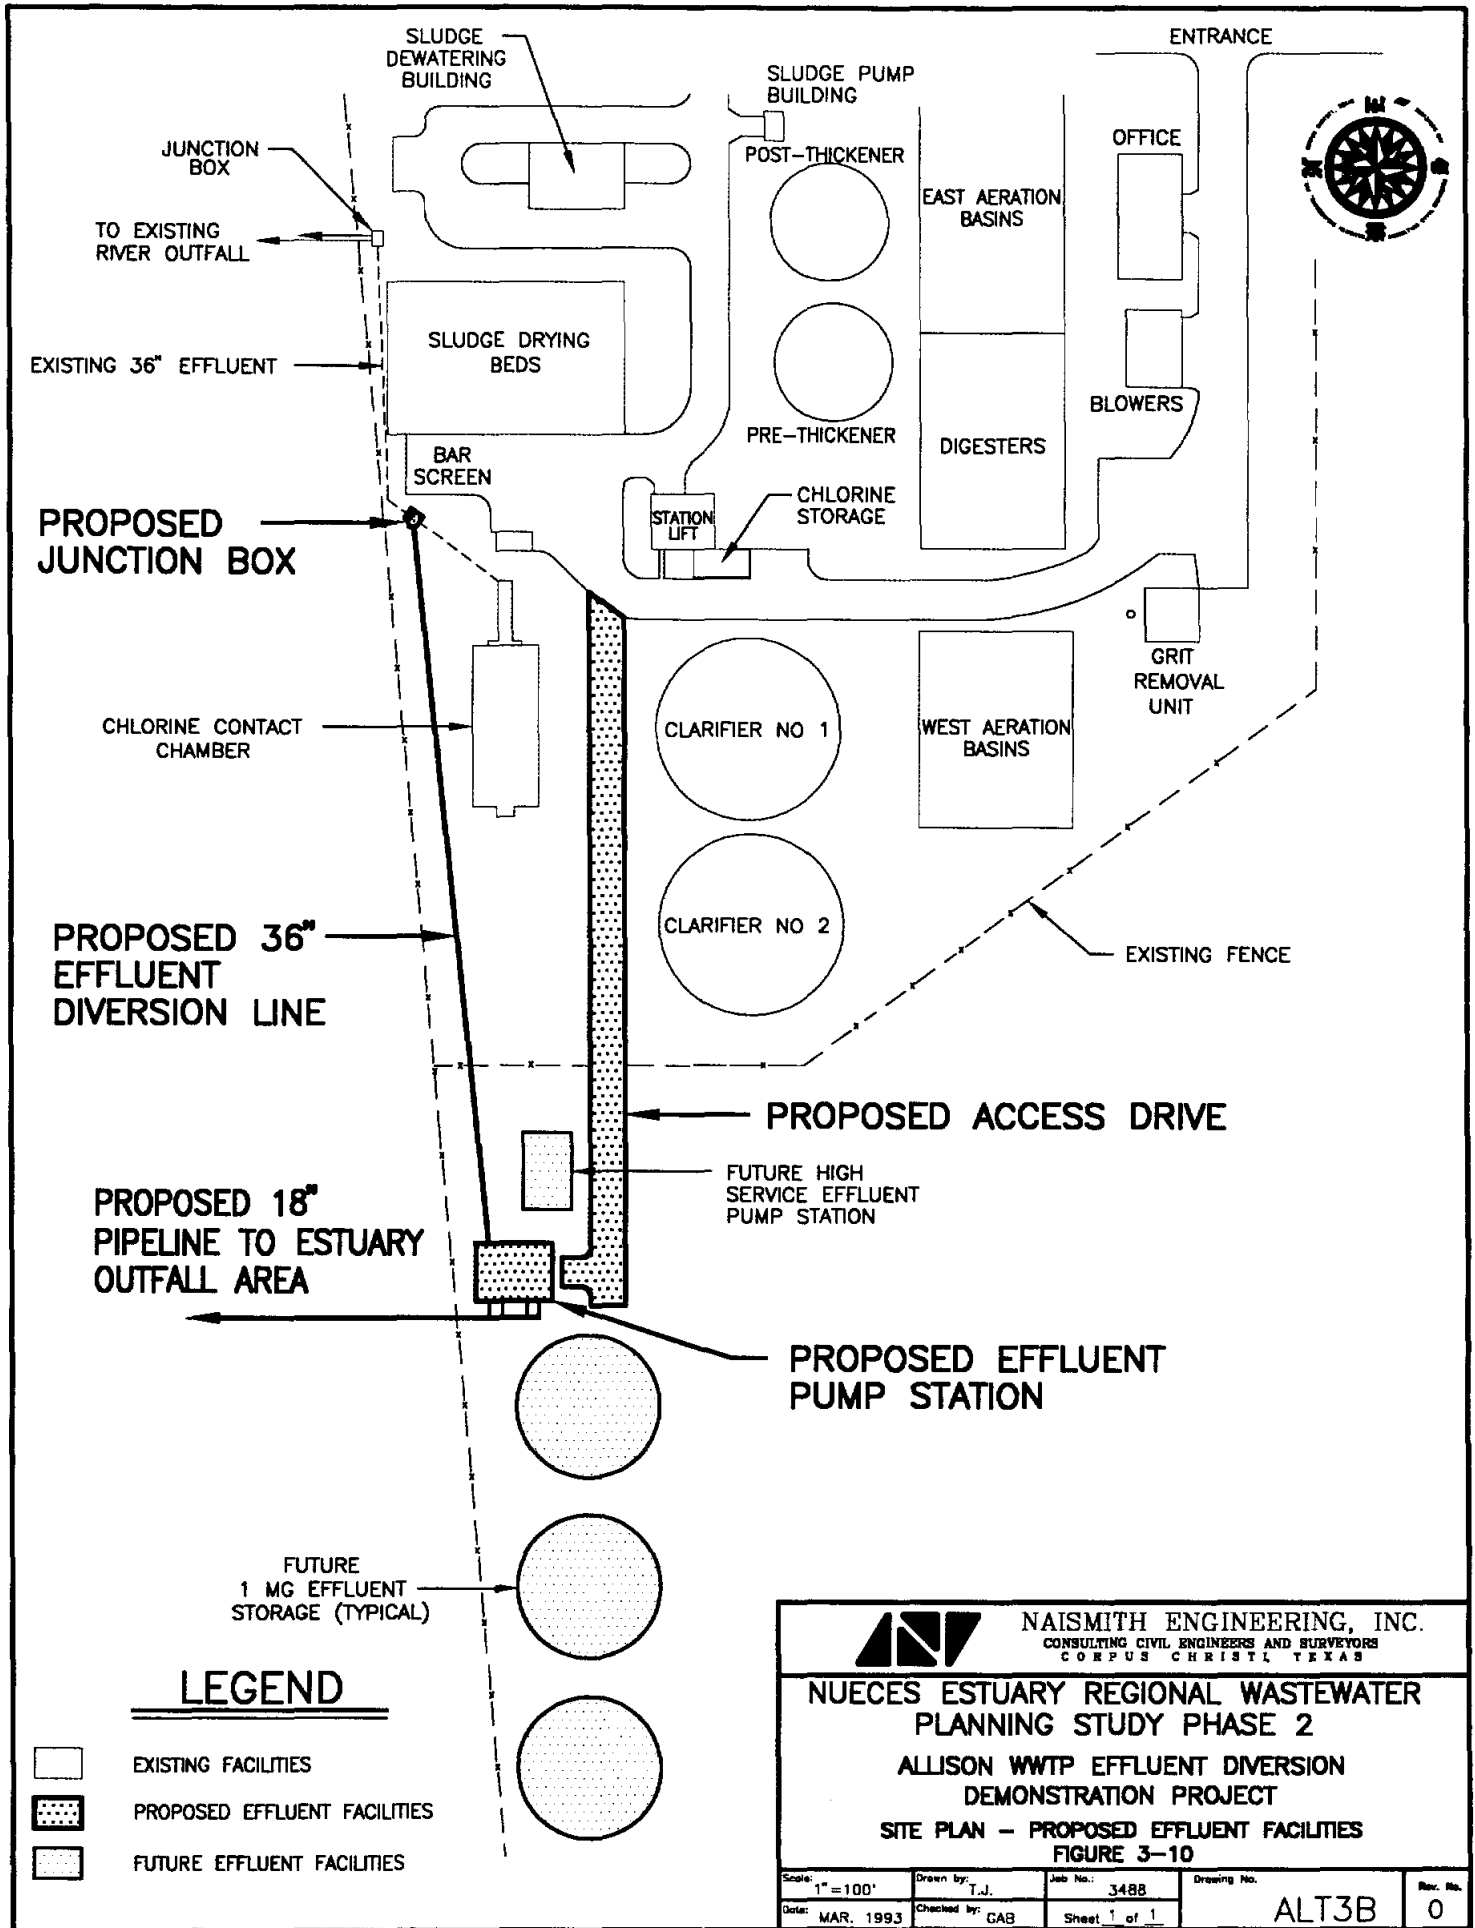 SLUDGE
DEWATERING
BUILDING
ENTRANCE
SLUDGE PUMP
BUILDING
JUNCTION
BOX
POST-THICKENER
OFFICE
EAST AERATION
BASINS
TO EXISTING
RIVER OUTFALL
SLUDGE DRYING
BEDS
EXISTING 36" EFFLUENT
BLOWERS
PRE-THICKENER
DIGESTERS
BAR
SCREEN
CHLORINE
STORAGE
STATION
LIFT
PROPOSED
JUNCTION BOX
GRIT
REMOVAL
UNIT
CHLORINE CONTACT
CHAMBER
CLARIFIER NO 1
WEST AERATION
BASINS
CLARIFIER NO 2
PROPOSED 36"
EFFLUENT
DIVERSION LINE
EXISTING FENCE
PROPOSED ACCESS DRIVE
FUTURE HIGH
SERVICE EFFLUENT
PUMP STATION
PROPOSED 18"
PIPELINE TO ESTUARY
OUTFALL AREA
PROPOSED EFFLUENT
PUMP STATION
FUTURE
1 MG EFFLUENT
STORAGE (TYPICAL)
LEGEND
EXISTING FACILITIES
PROPOSED EFFLUENT FACILITIES
FUTURE EFFLUENT FACILITIES
NAISMITH ENGINEERING, INC.
CONSULTING CIVIL ENGINEERS AND SURVEYORS
CORPUS CHRISTI, TEXAS
NUECES ESTUARY REGIONAL WASTEWATER
PLANNING STUDY PHASE 2
ALLISON WWTP EFFLUENT DIVERSION
DEMONSTRATION PROJECT
SITE PLAN - PROPOSED EFFLUENT FACILITIES
FIGURE 3-10
Scale: 1"=100'
Drawn by: T.J.
Job No.: 3488
Drawing No. ALT3B
Rev. No. 0
Date: MAR. 1993
Checked by: GAB
Sheet 1 of 1